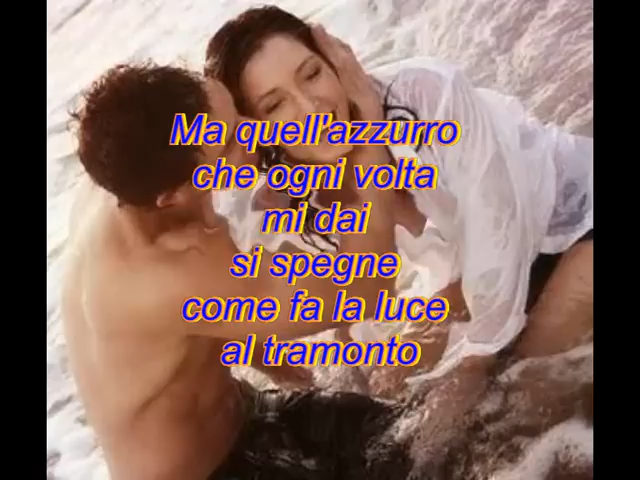 Ma quell'azzurro
che ogni volta
mi dai
si spegne
come fa la luce
al tramonto